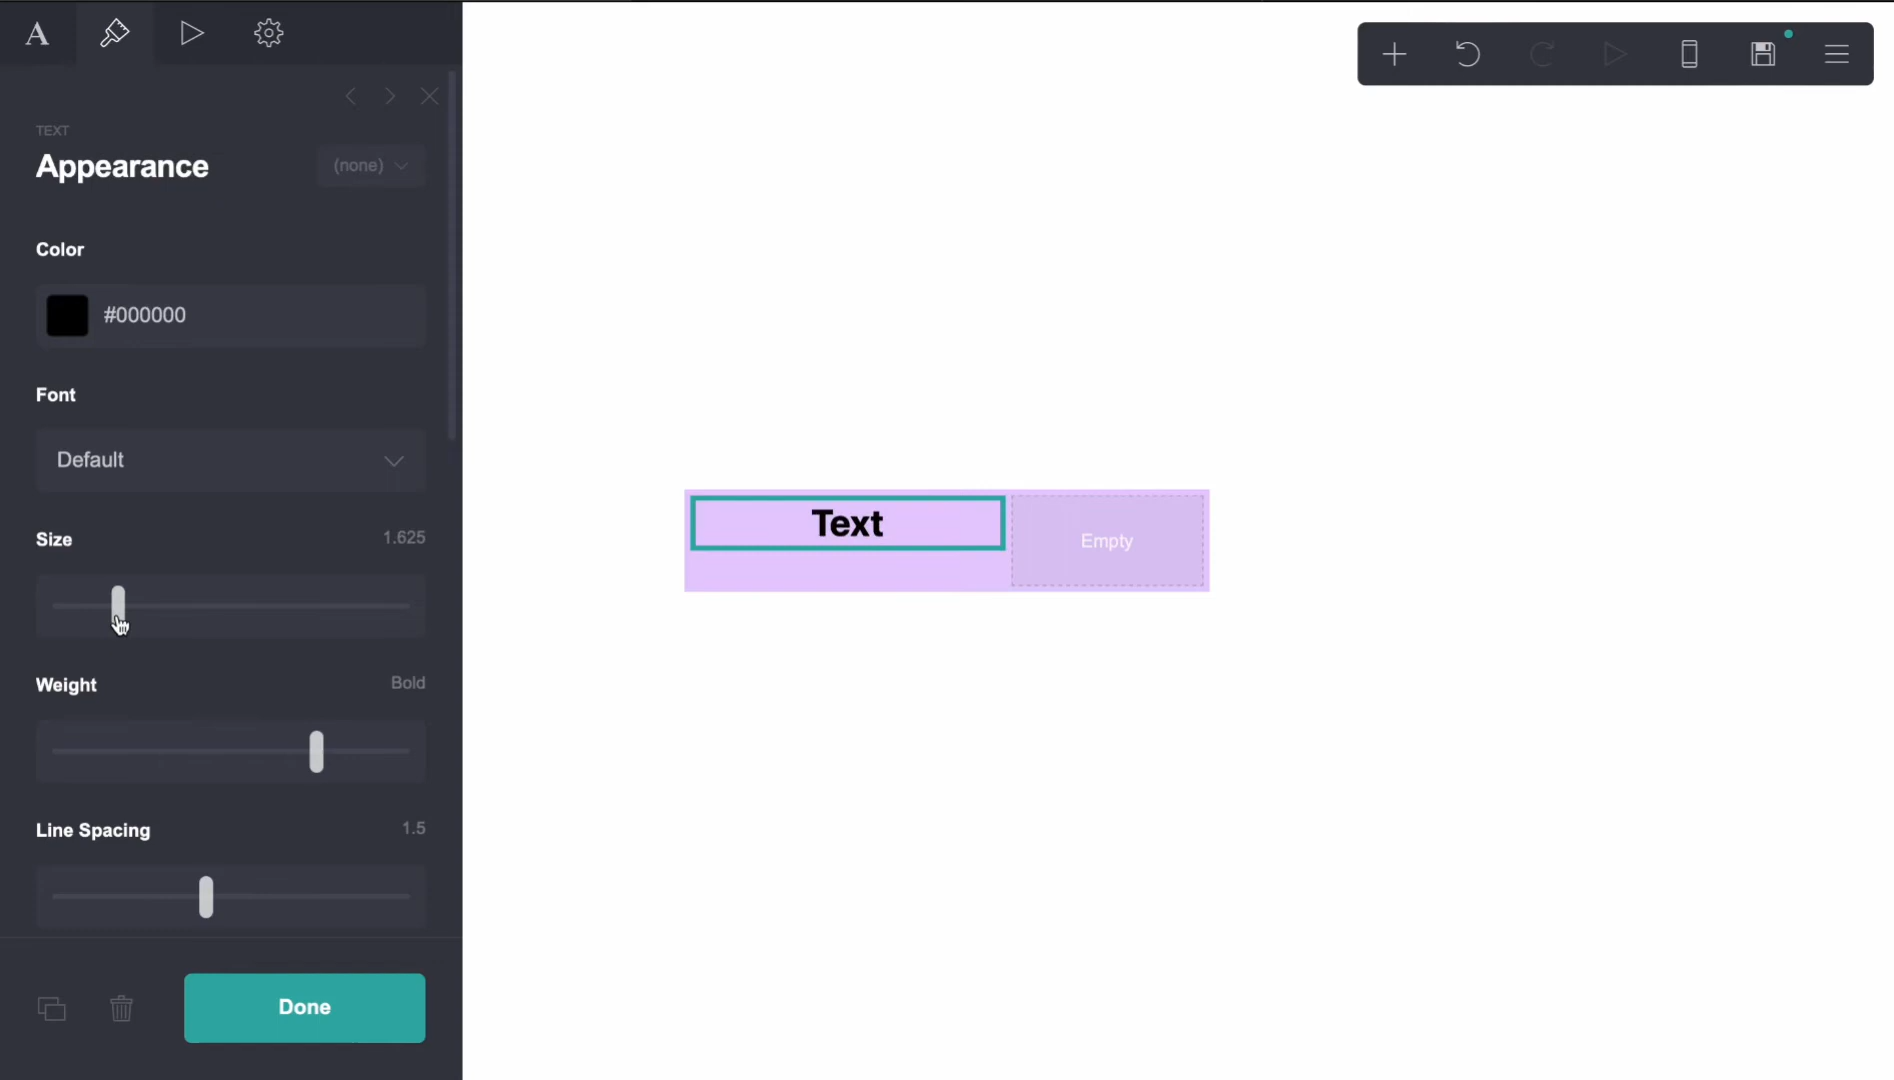 A
TEXT
Appearance
(none)
Color
#000000
Font
Default
Size 1.625
Weight Bold
Line Spacing 1.5
Done
Text
Empty